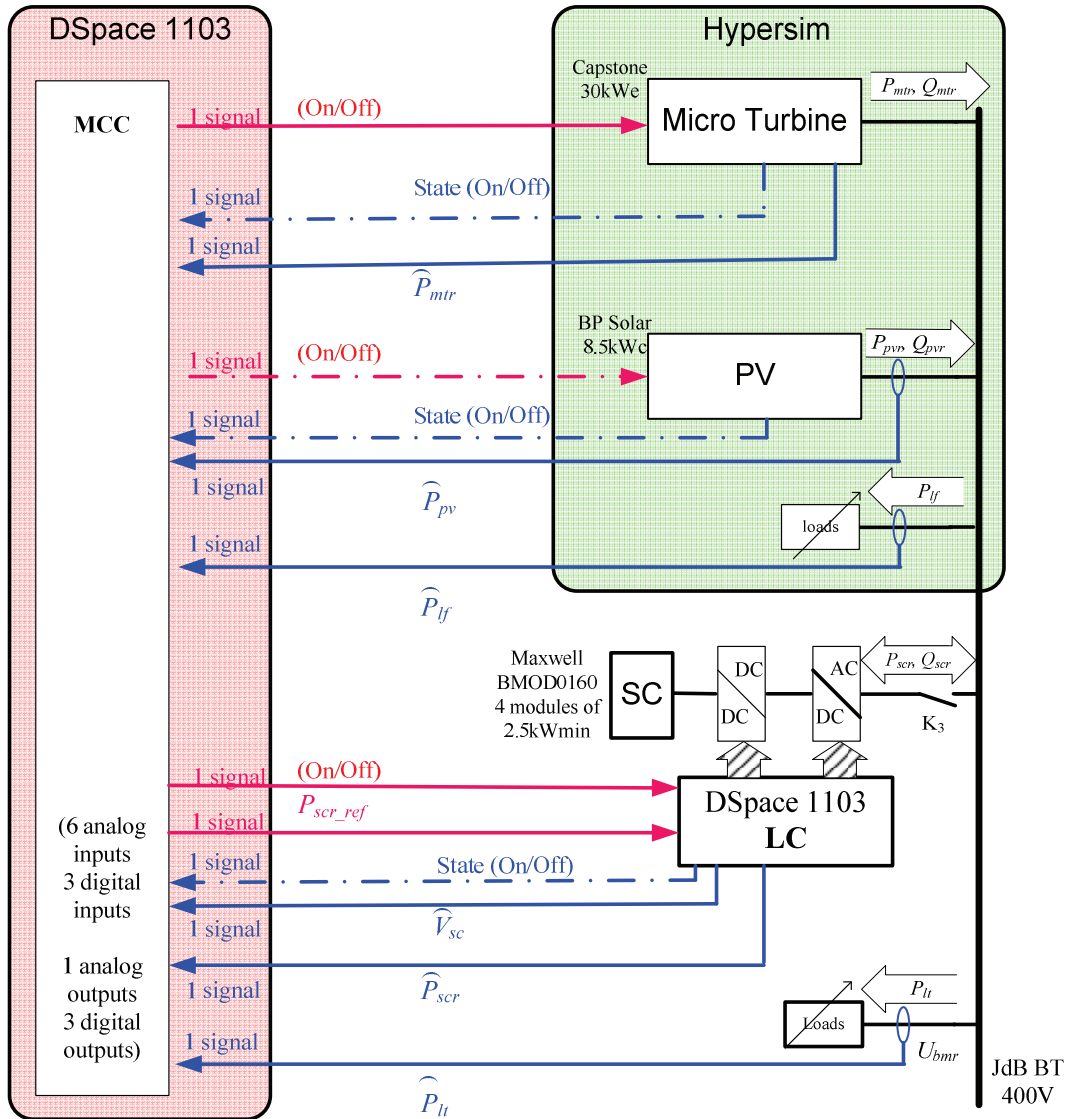 DSpace 1103
Hypersim
MCC
1 signal
(On/Off)
Capstone
30kWe
Micro Turbine
P_mtr, Q_mtr
1 signal
State (On/Off)
1 signal
P̂_mtr
BP Solar
8.5kWc
PV
P_pvr, Q_pvr
1 signal
(On/Off)
1 signal
State (On/Off)
1 signal
P̂_pv
loads
P_lf
1 signal
P̂_lf
Maxwell
BMOD0160
4 modules of
2.5kWmin
SC
DC
DC
AC
DC
P_scr, Q_scr
K_3
1 signal
(On/Off)
P_scr_ref
1 signal
DSpace 1103
LC
(6 analog
inputs
3 digital
inputs
1 analog
outputs
3 digital
outputs)
1 signal
State (On/Off)
1 signal
V̂_sc
1 signal
P̂_scr
1 signal
P̂_lt
Loads
P_lt
U_bmr
JdB BT
400V